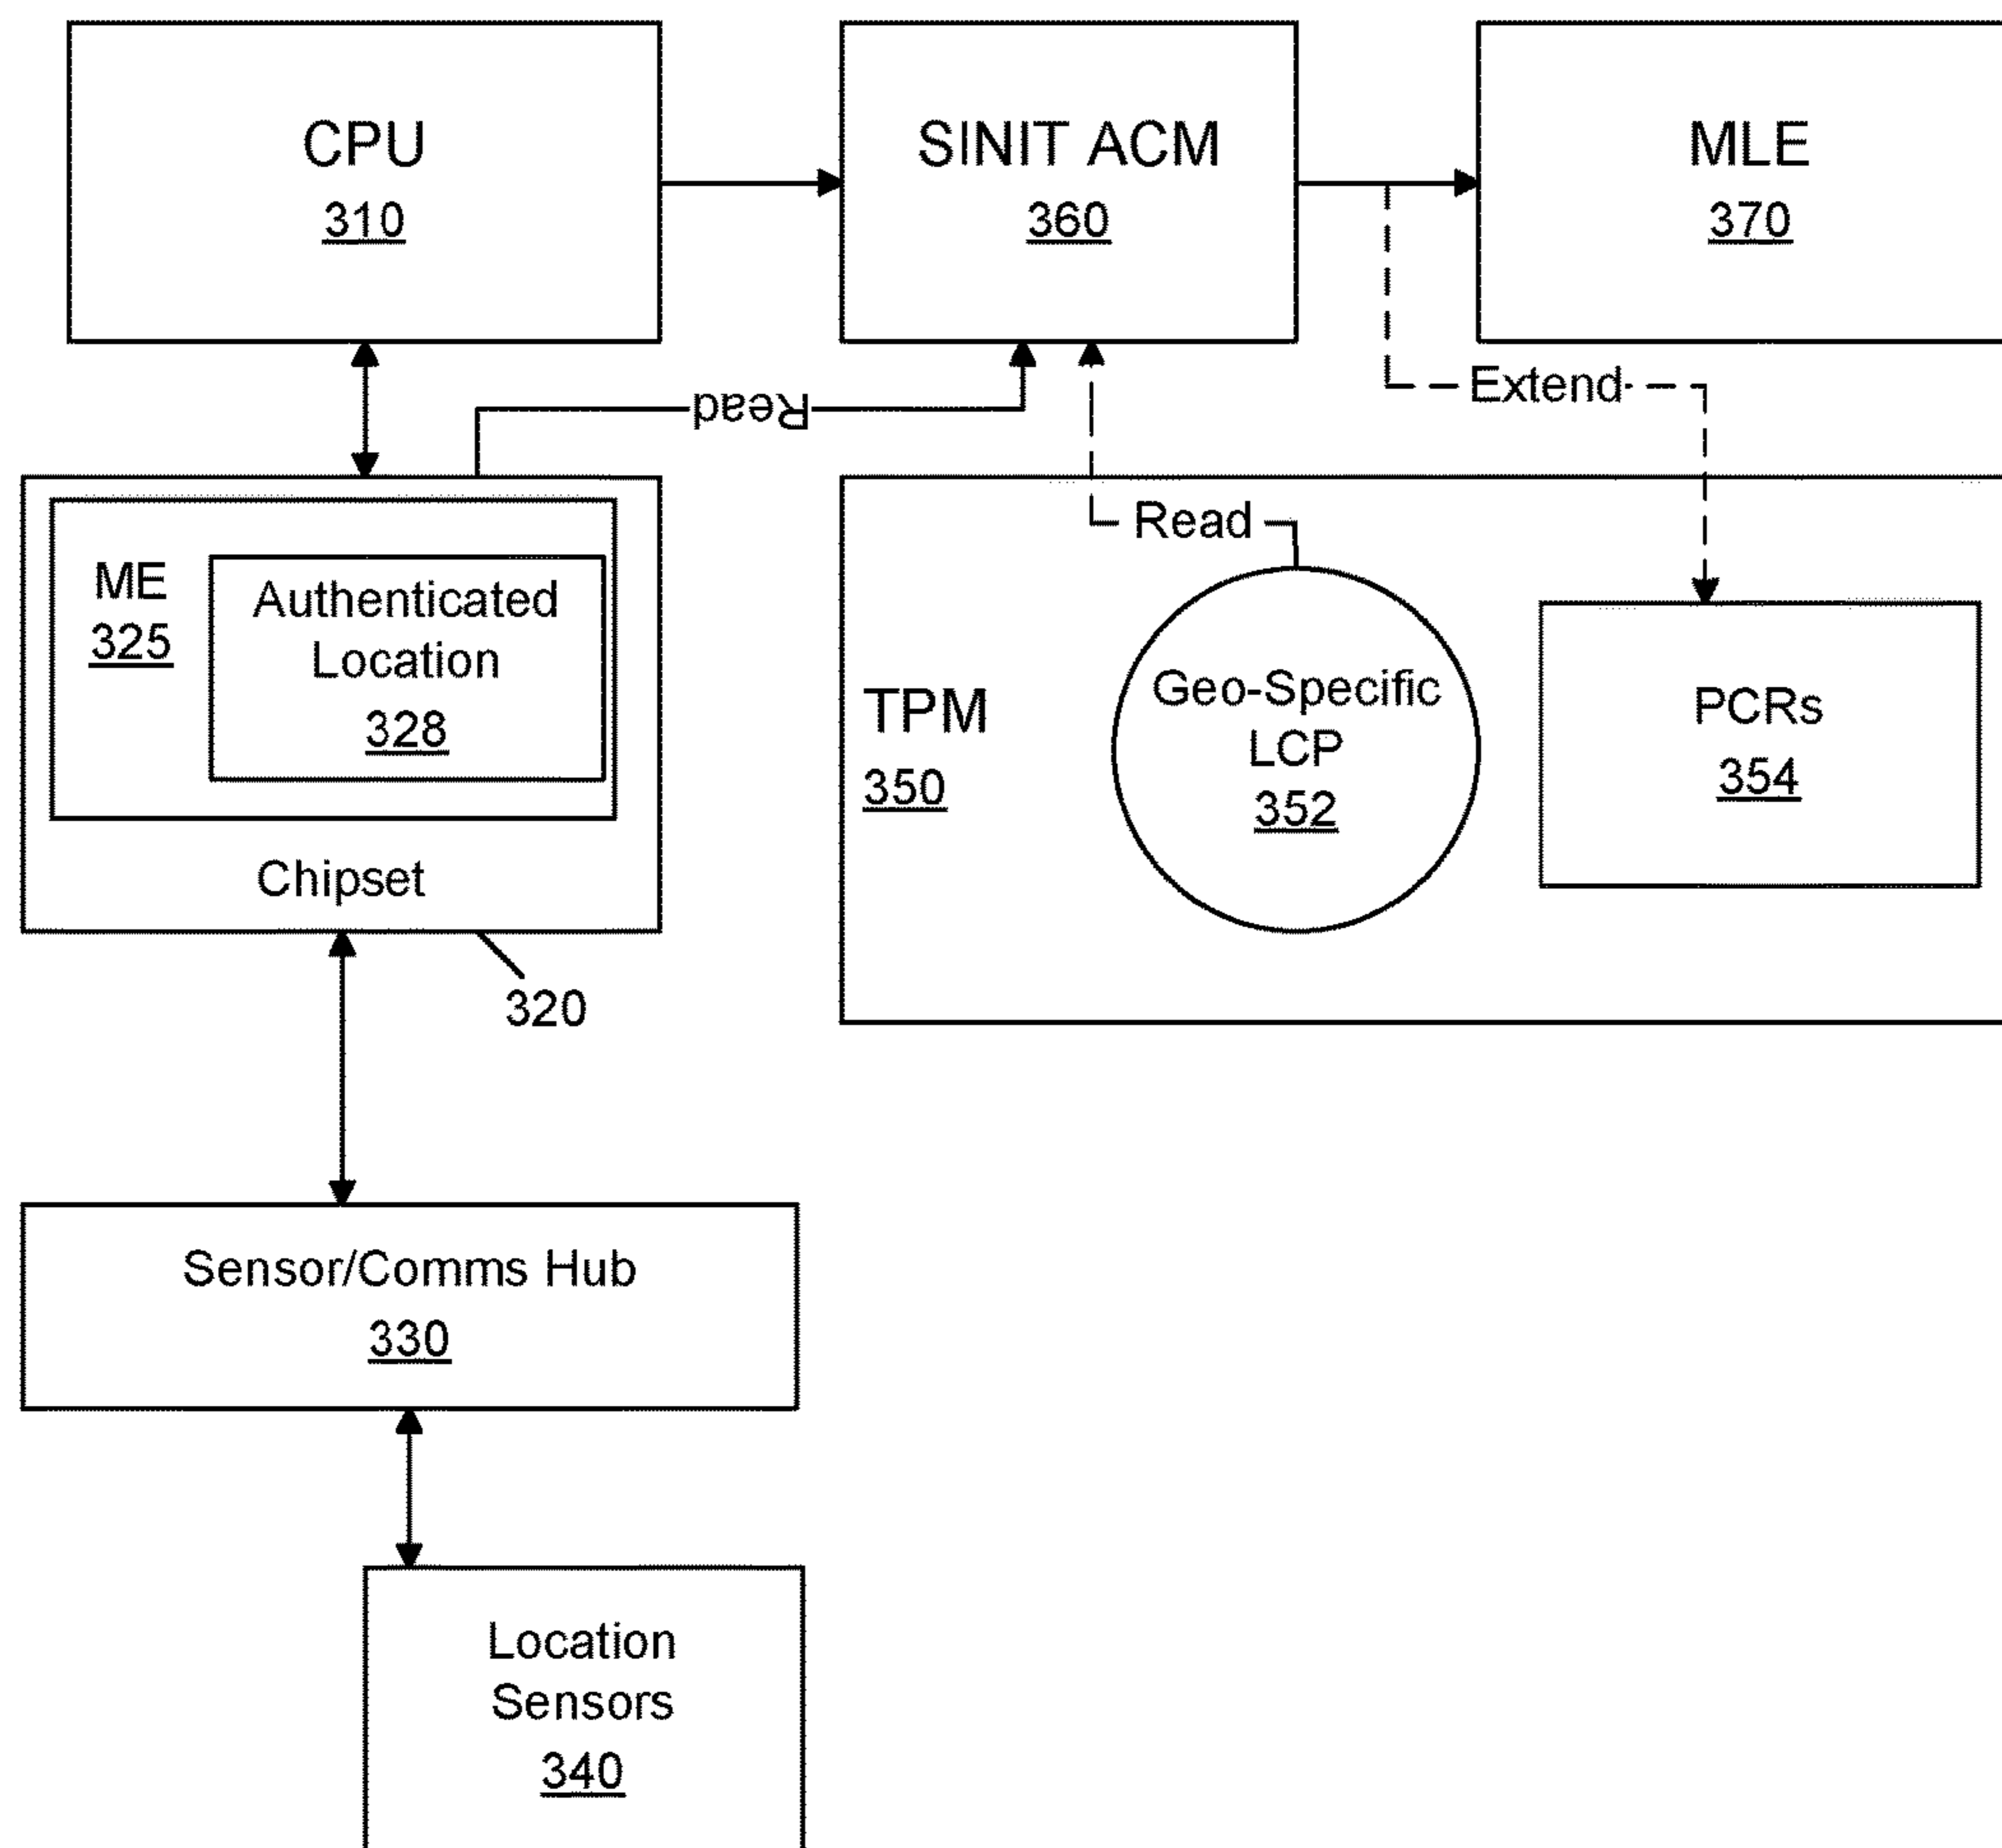 CPU
310
SINIT ACM
360
MLE
370
Read
Extend
ME
325
Authenticated
Location
328
Chipset
320
Read
TPM
350
Geo-Specific
LCP
352
PCRs
354
Sensor/Comms Hub
330
Location
Sensors
340